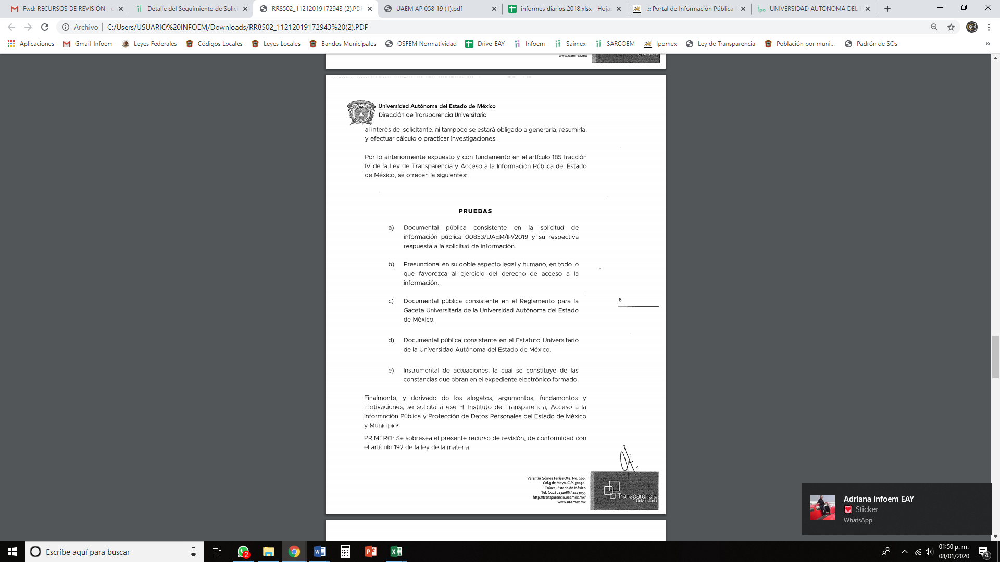 Fwd: RECURSOS DE REVISIÓN - c
Detalle del Seguimiento de Solici
RR8502_11212019172943 (2).PDF
UAEM AP 058 19 (1).pdf
informes diarios 2018.xlsx - Hoja
..:: Portal de Información Pública
UNIVERSIDAD AUTONOMA DEL
Archivo
C:/Users/USUARIO%20INFOEM/Downloads/RR8502_11212019172943%20(2).PDF
Aplicaciones
Gmail-Infoem
Leyes Federales
Códigos Locales
Leyes Locales
Bandos Municipales
OSFEM Normatividad
Drive-EAY
Infoem
Saimex
SARCOEM
Ipomex
Ley de Transparencia
Población por muni...
Padrón de SOs
»
www.uaemex.mx
Universidad Autónoma del Estado de México
Dirección de Transparencia Universitaria
al interés del solicitante, ni tampoco se estará obligado a generarla, resumirla,
y efectuar cálculo o practicar investigaciones.
Por lo anteriormente expuesto y con fundamento en el artículo 185 fracción
IV de la Ley de Transparencia y Acceso a la Información Pública del Estado
de México, se ofrecen la siguientes:
PRUEBAS
a) Documental pública consistente en la solicitud de
información pública 00853/UAEM/IP/2019 y su respectiva
respuesta a la solicitud de información.
b) Presuncional en su doble aspecto legal y humano, en todo lo
que favorezca al ejercicio del derecho de acceso a la
información.
c) Documental pública consistente en el Reglamento para la
Gaceta Universitaria de la Universidad Autónoma del Estado
de México.
8
d) Documental pública consistente en el Estatuto Universitario
de la Universidad Autónoma del Estado de México.
e) Instrumental de actuaciones, la cual se constituye de las
constancias que obran en el expediente electrónico formado.
Finalmente, y derivado de los alegatos, argumentos, fundamentos y
motivaciones, se solicita a ese H. Instituto de Transparencia, Acceso a la
Información Pública y Protección de Datos Personales del Estado de México
y Municipios
PRIMERO: Se sobresea el presente recurso de revisión, de conformidad con
el artículo 192 de la ley de la materia
Valentín Gómez Farías Ote. No. 200,
Col.5 de Mayo. C.P. 50090.
Toluca, Estado de México
Tel. (722) 2131086 / 2143055
http://transparencia.uaemex.mx/
www.uaemex.mx
Transparencia
Universitaria
Adriana Infoem EAY
Sticker
WhatsApp
Escribe aquí para buscar
2
01:50 p. m.
08/01/2020
4